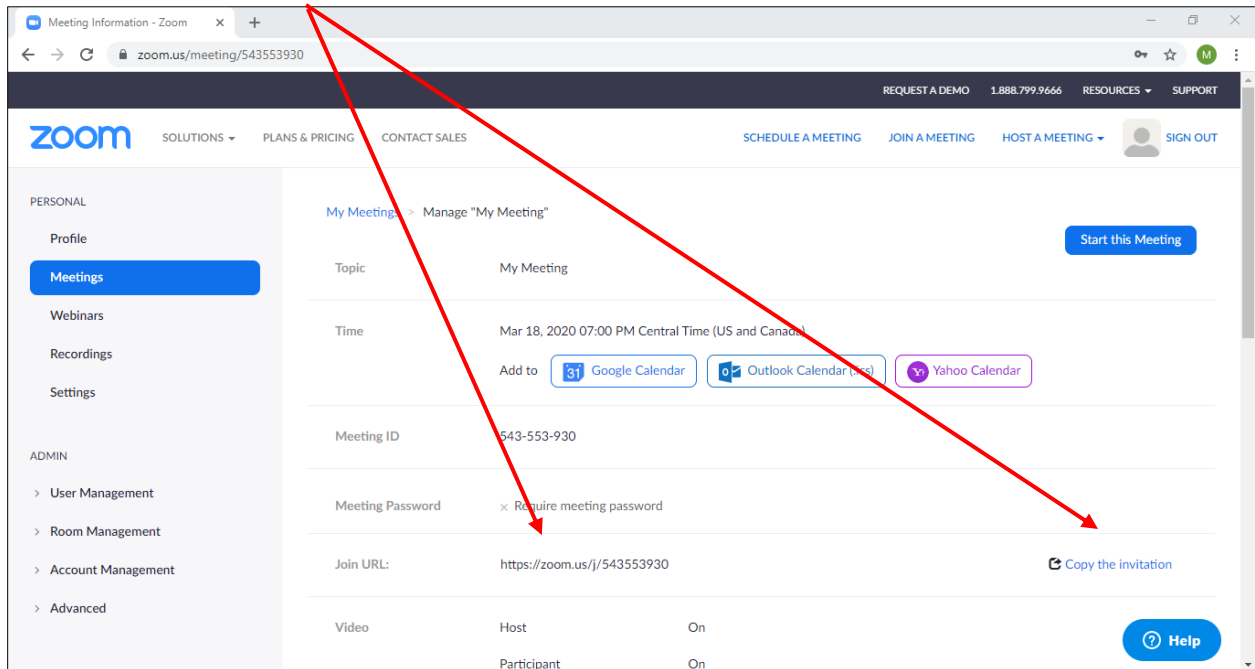 Meeting Information - Zoom
zoom.us/meeting/543553930
M
REQUEST A DEMO 1.888.799.9666 RESOURCES SUPPORT
zoom SOLUTIONS PLANS & PRICING CONTACT SALES SCHEDULE A MEETING JOIN A MEETING HOST A MEETING SIGN OUT
PERSONAL
Profile
Meetings
Webinars
Recordings
Settings
ADMIN
> User Management
> Room Management
> Account Management
> Advanced
My Meetings > Manage "My Meeting"
Start this Meeting
Topic My Meeting
Time Mar 18, 2020 07:00 PM Central Time (US and Canada)
Add to 31 Google Calendar Outlook Calendar (.ics) Yahoo Calendar
Meeting ID 543-553-930
Meeting Password × Require meeting password
Join URL: https://zoom.us/j/543553930 Copy the invitation
Video Host On
Participant On
? Help